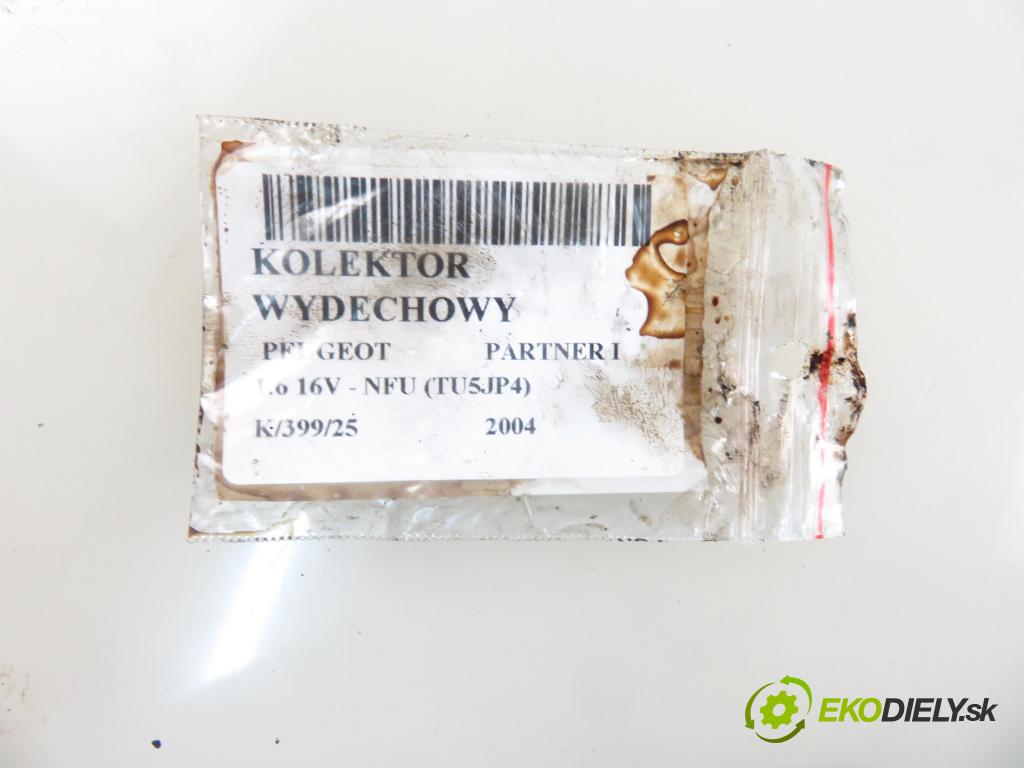 KOLEKTOR
WYDECHOWY
PEUGEOT PARTNER I
1.6 16V - NFU (TU5JP4)
K/399/25 2004
EKODIELY.sk